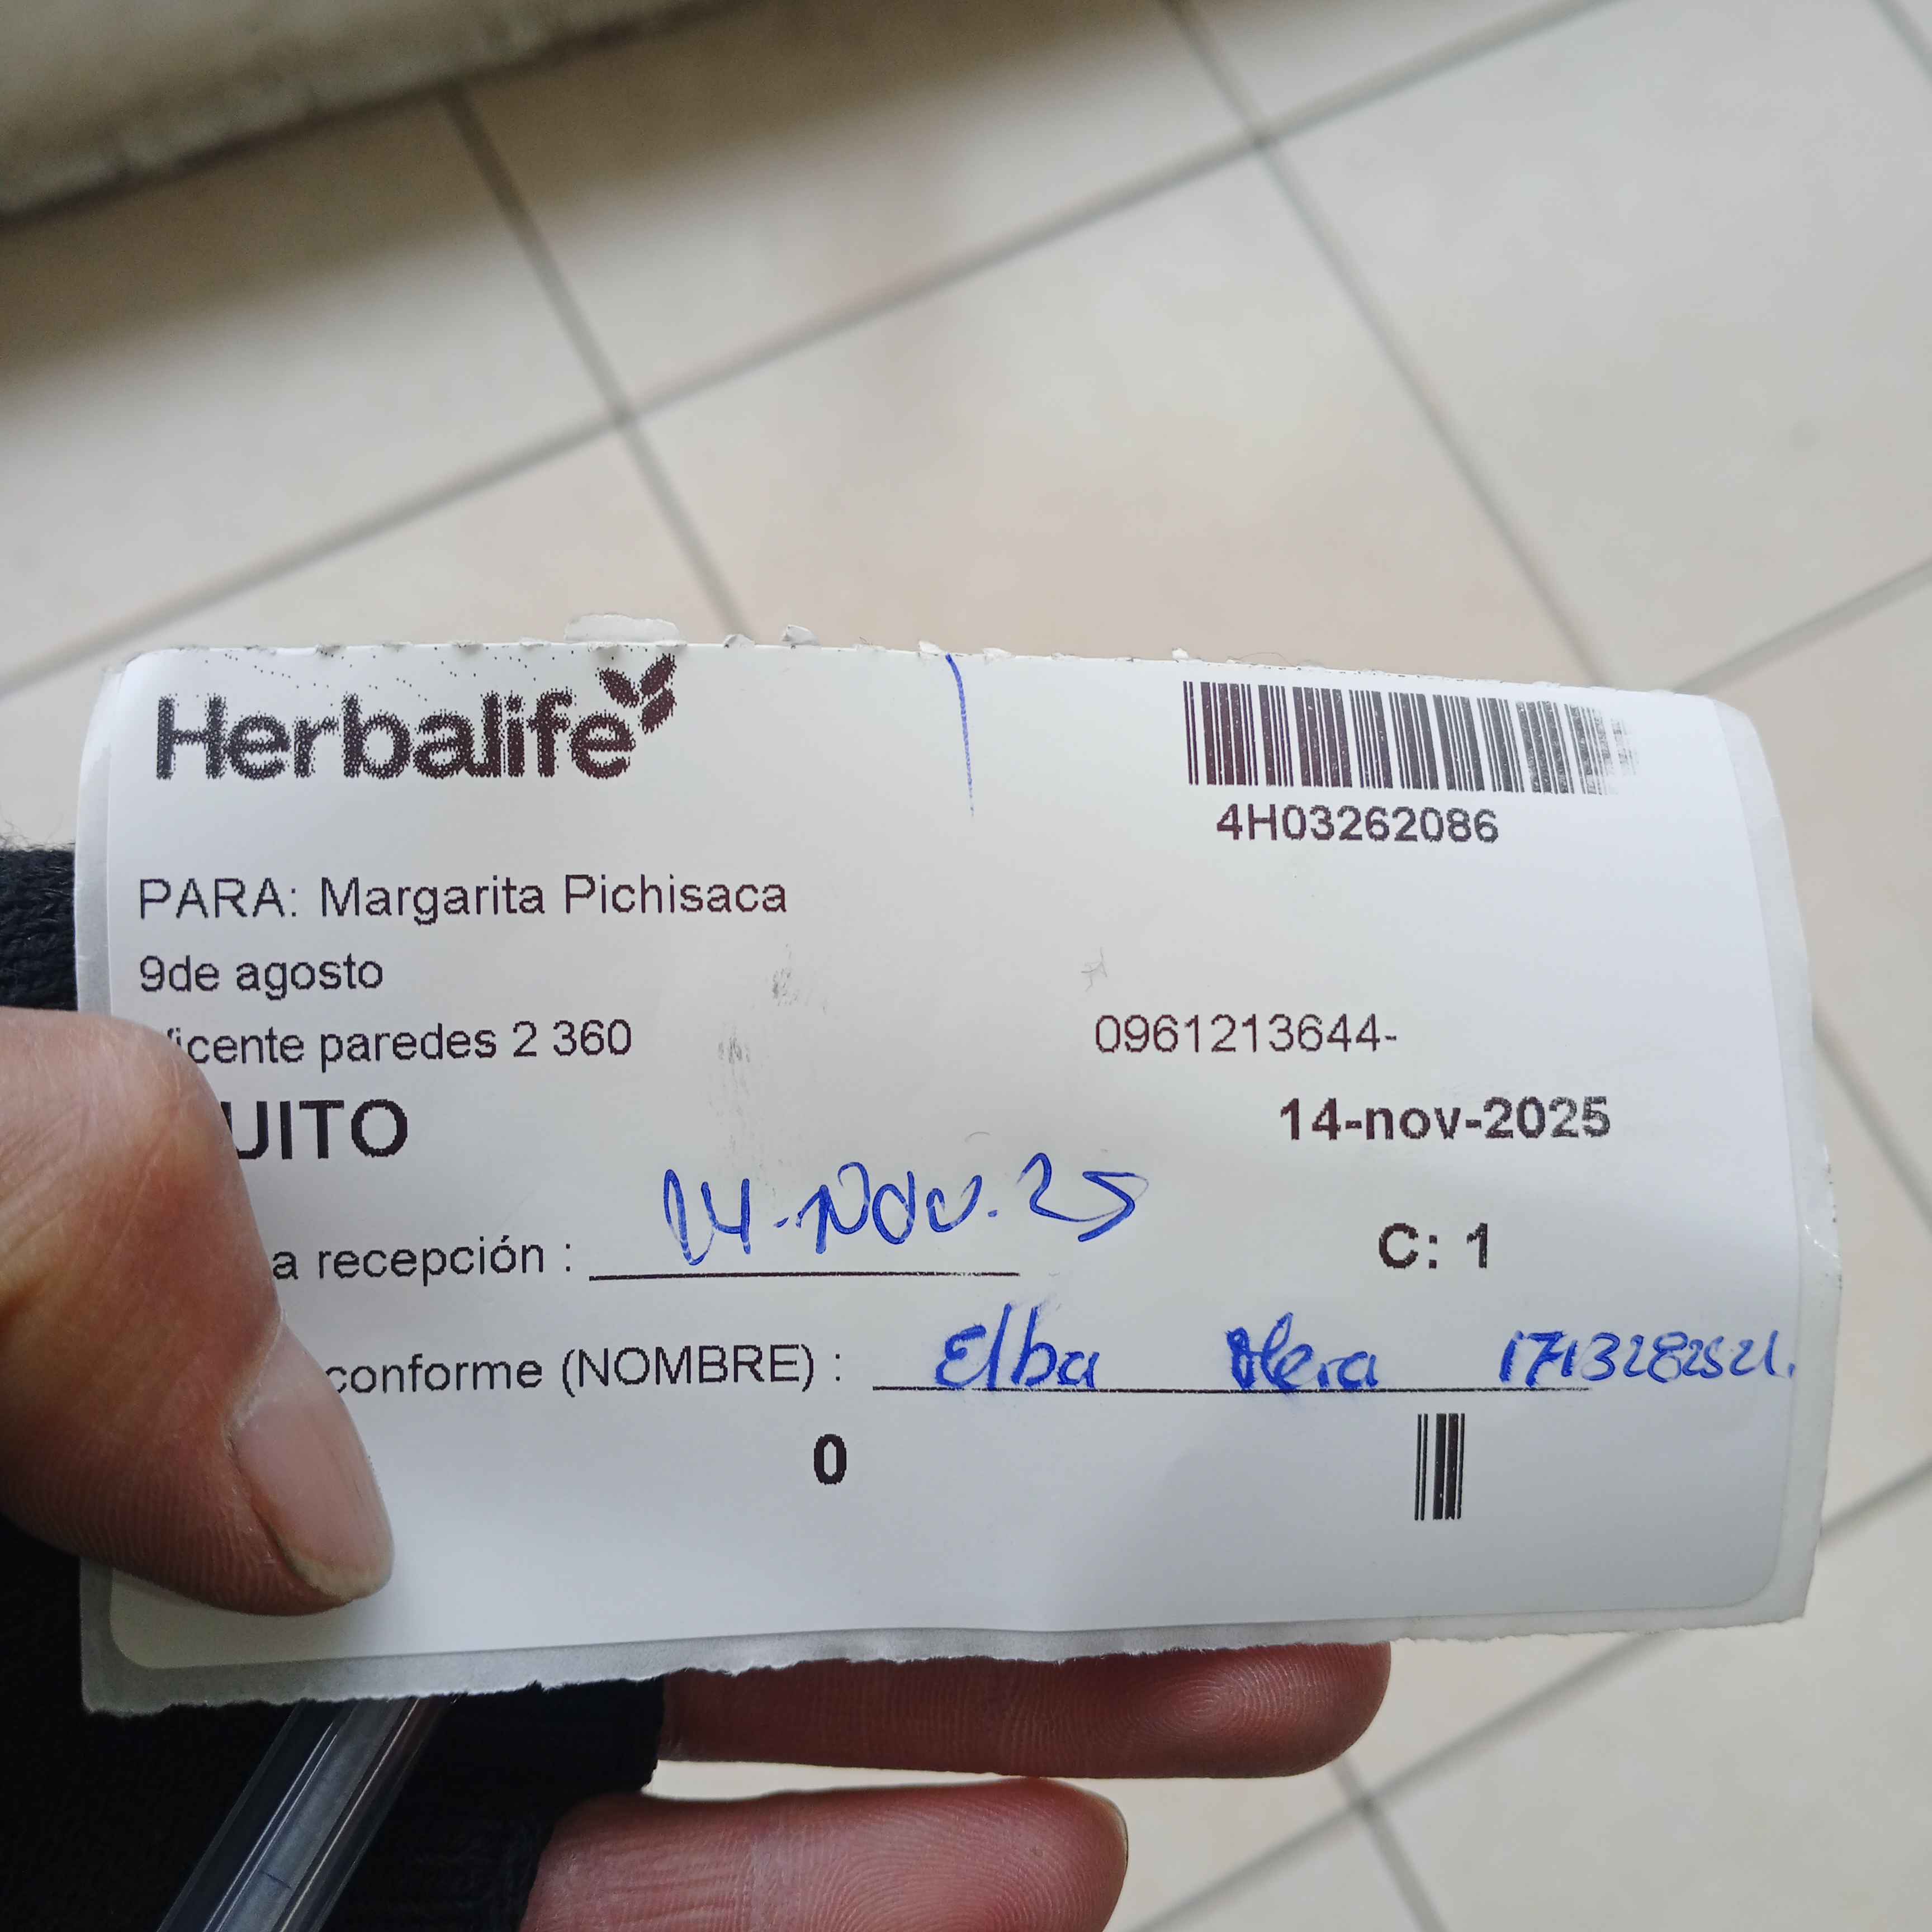 Herbalife
4H03262086
PARA: Margarita Pichisaca
9de agosto
icente paredes 2 360 0961213644-
UITO 14-nov-2025
a recepción : 14-Nov.25 C: 1
conforme (NOMBRE) : Elba
0